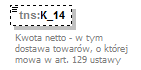 tns:K_14
Kwota netto - w tym
dostawa towarów, o której
mowa w art. 129 ustawy